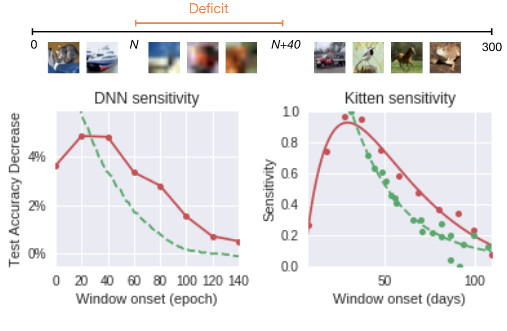 Deficit
0 N N+40 300
DNN sensitivity
Test Accuracy Decrease
4%
2%
0%
0 20 40 60 80 100 120 140
Window onset (epoch)
Kitten sensitivity
Sensitivity
1.0
0.8
0.6
0.4
0.2
0.0
50 100
Window onset (days)